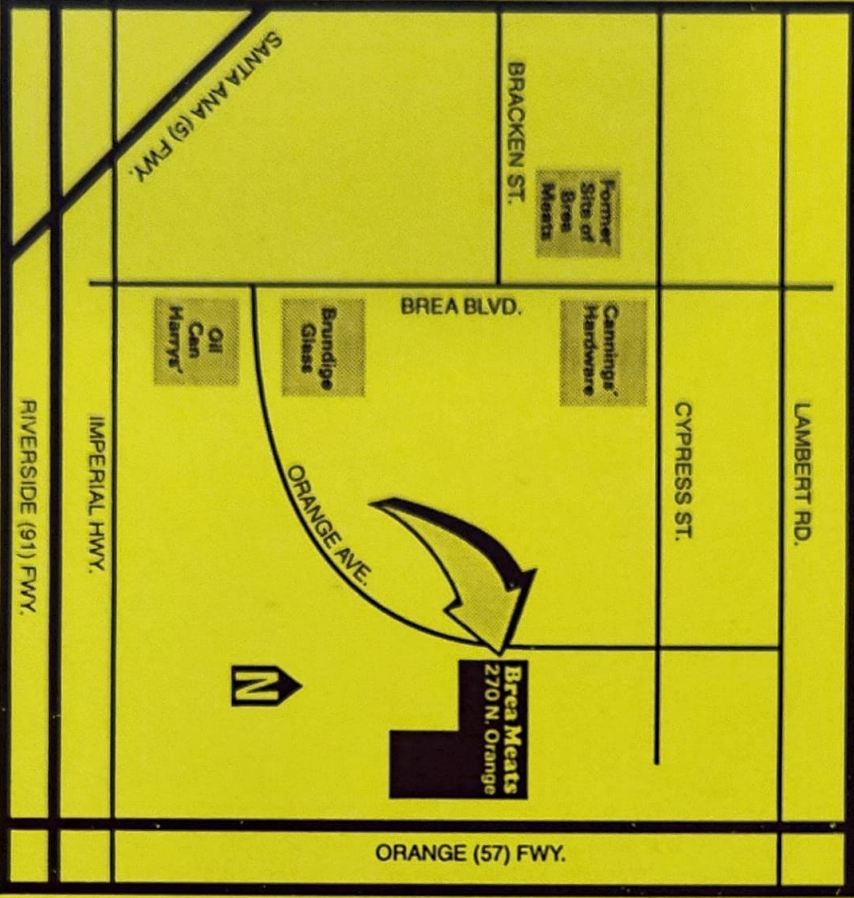 LAMBERT RD.
CYPRESS ST.
Former
Site of
Brea
Meats
Cannings'
Hardware
BRACKEN ST.
BREA BLVD.
Brea Meats
270 N. Orange
Brundige
Glass
ORANGE AVE.
Oil
Can
Harrys'
N
SANTA ANA (5) FWY.
IMPERIAL HWY.
RIVERSIDE (91) FWY.
ORANGE (57) FWY.